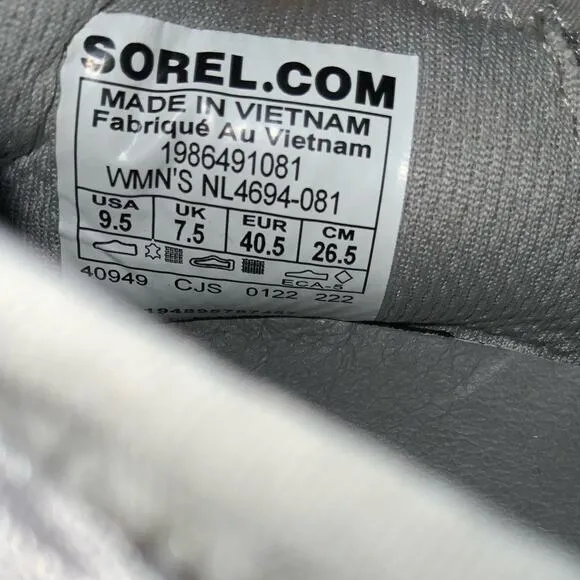 SOREL.COM
MADE IN VIETNAM
Fabriqué Au Vietnam
1986491081
WMN'S NL4694-081
USA UK EUR CM
9.5 7.5 40.5 26.5
ECA-5
40949 CJS 0122 222